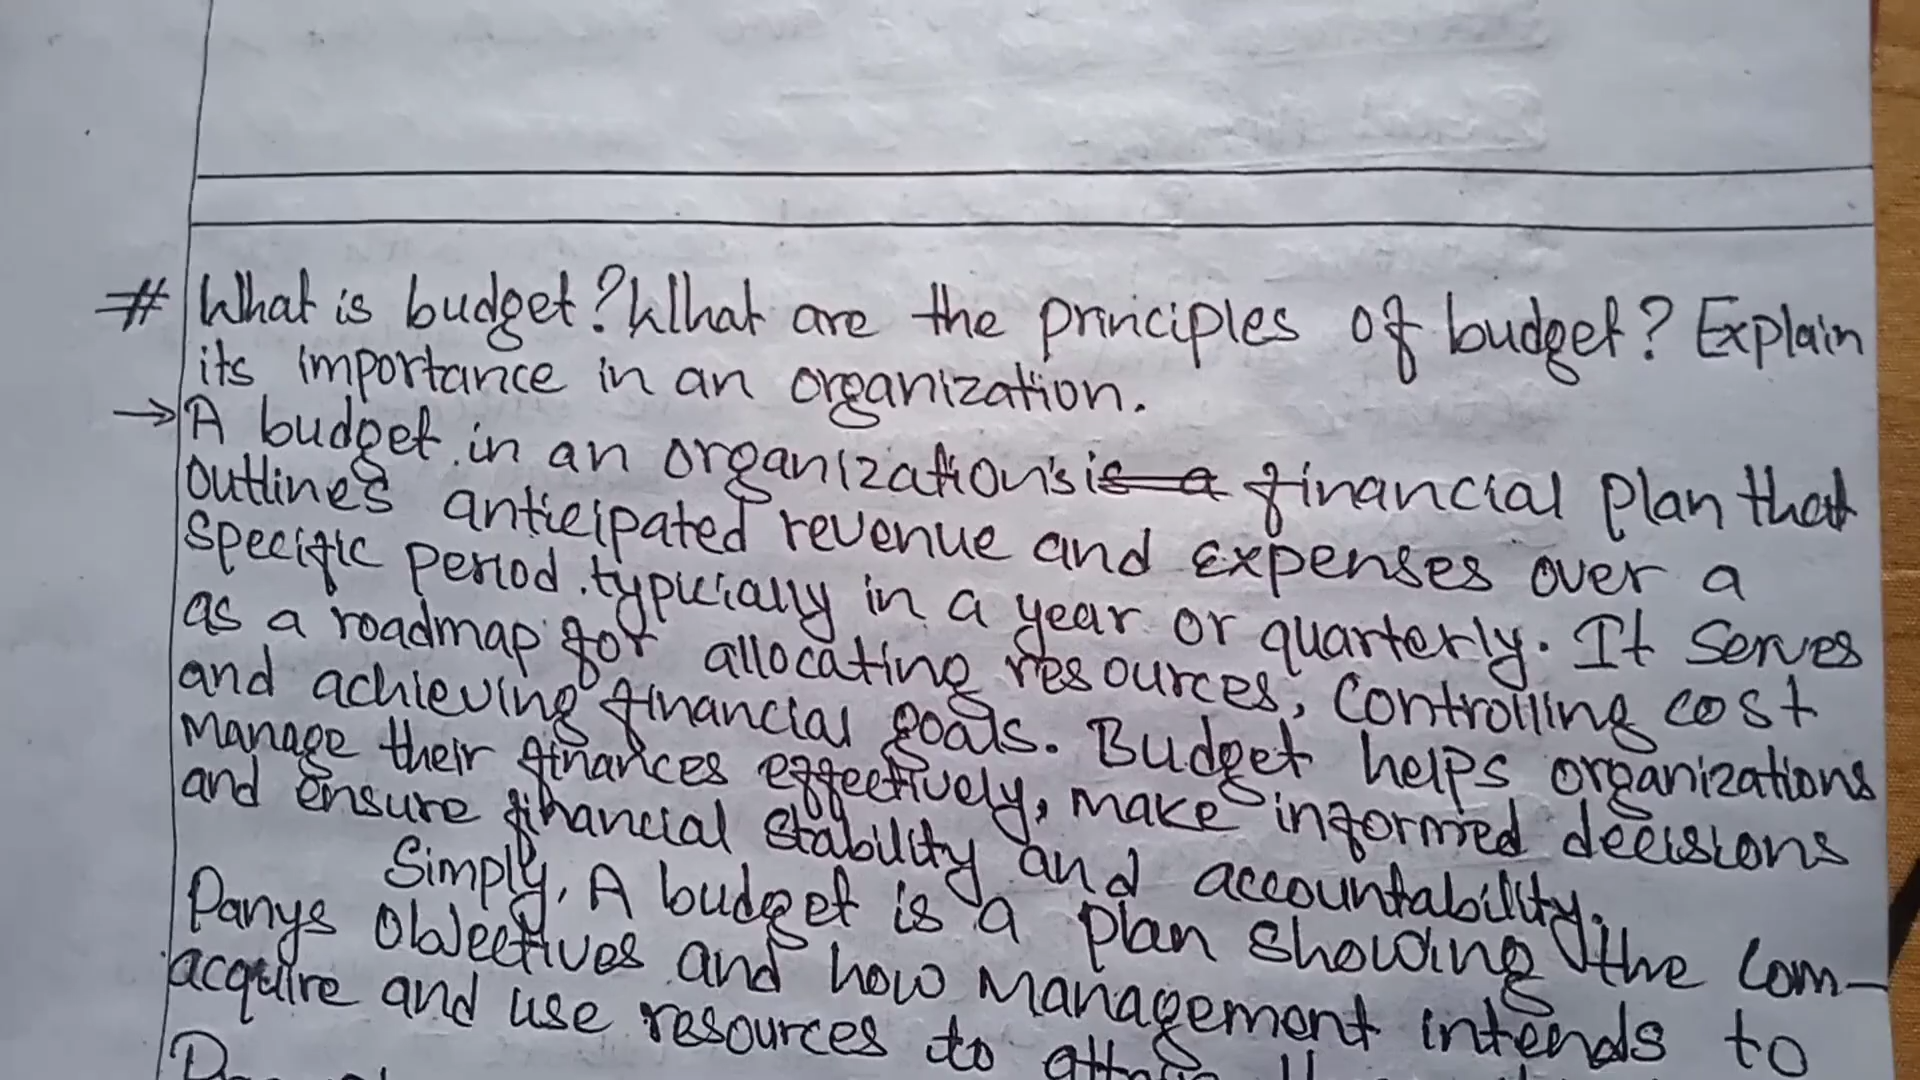 # What is budget? What are the principles of budget? Explain
its importance in an organization.
→ A budget in an organization's is a financial plan that
outlines anticipated revenue and expenses over a
specific period. typicially in a year or quarterly. It serves
as a roadmap for allocating resources, controlling cost
and achieving financial goals. Budget helps organizations
manage their finances effectively, make informed decisions
and ensure financial stability and accountability.
Simply, A budget is a plan showing the com-
panys objectives and how management intends to
acquire and use resources to